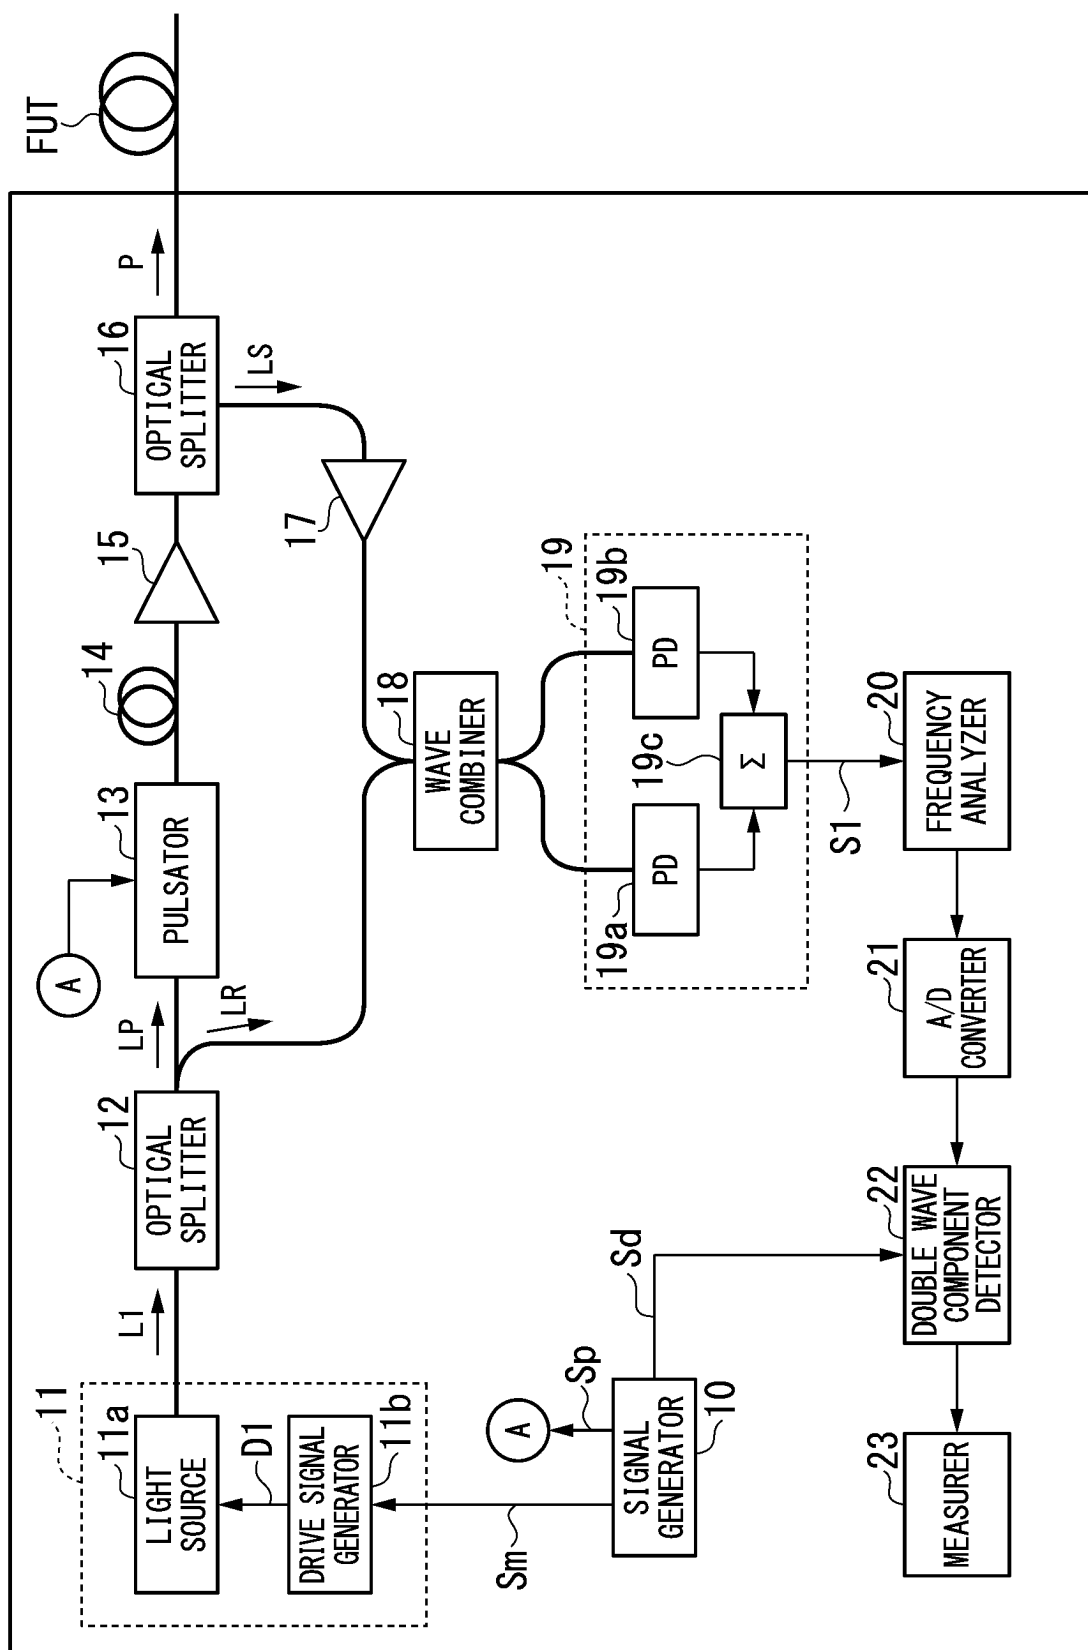 FUT
11
11a
LIGHT
SOURCE
L1
12
OPTICAL
SPLITTER
LP
LR
A
13
PULSATOR
14
15
16
OPTICAL
SPLITTER
P
LS
17
D1
DRIVE SIGNAL
GENERATOR
11b
18
WAVE
COMBINER
19
19a
PD
19b
PD
19c
Σ
Sm
A
Sp
Sd
SIGNAL
GENERATOR
10
S1
23
MEASURER
22
DOUBLE WAVE
COMPONENT
DETECTOR
21
A/D
CONVERTER
20
FREQUENCY
ANALYZER